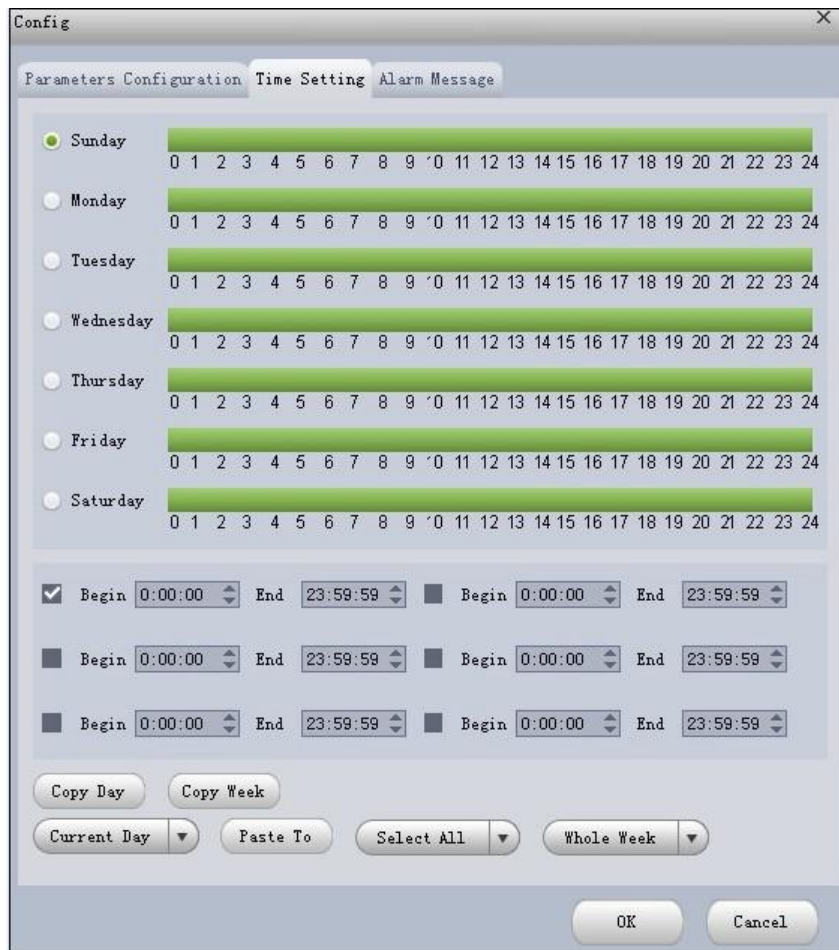 Config
Parameters Configuration Time Setting Alarm Message
Sunday
0 1 2 3 4 5 6 7 8 9 10 11 12 13 14 15 16 17 18 19 20 21 22 23 24
Monday
0 1 2 3 4 5 6 7 8 9 10 11 12 13 14 15 16 17 18 19 20 21 22 23 24
Tuesday
0 1 2 3 4 5 6 7 8 9 10 11 12 13 14 15 16 17 18 19 20 21 22 23 24
Wednesday
0 1 2 3 4 5 6 7 8 9 10 11 12 13 14 15 16 17 18 19 20 21 22 23 24
Thursday
0 1 2 3 4 5 6 7 8 9 10 11 12 13 14 15 16 17 18 19 20 21 22 23 24
Friday
0 1 2 3 4 5 6 7 8 9 10 11 12 13 14 15 16 17 18 19 20 21 22 23 24
Saturday
0 1 2 3 4 5 6 7 8 9 10 11 12 13 14 15 16 17 18 19 20 21 22 23 24
Begin 0:00:00 End 23:59:59 Begin 0:00:00 End 23:59:59
Begin 0:00:00 End 23:59:59 Begin 0:00:00 End 23:59:59
Begin 0:00:00 End 23:59:59 Begin 0:00:00 End 23:59:59
Copy Day Copy Week
Current Day Paste To Select All Whole Week
OK Cancel